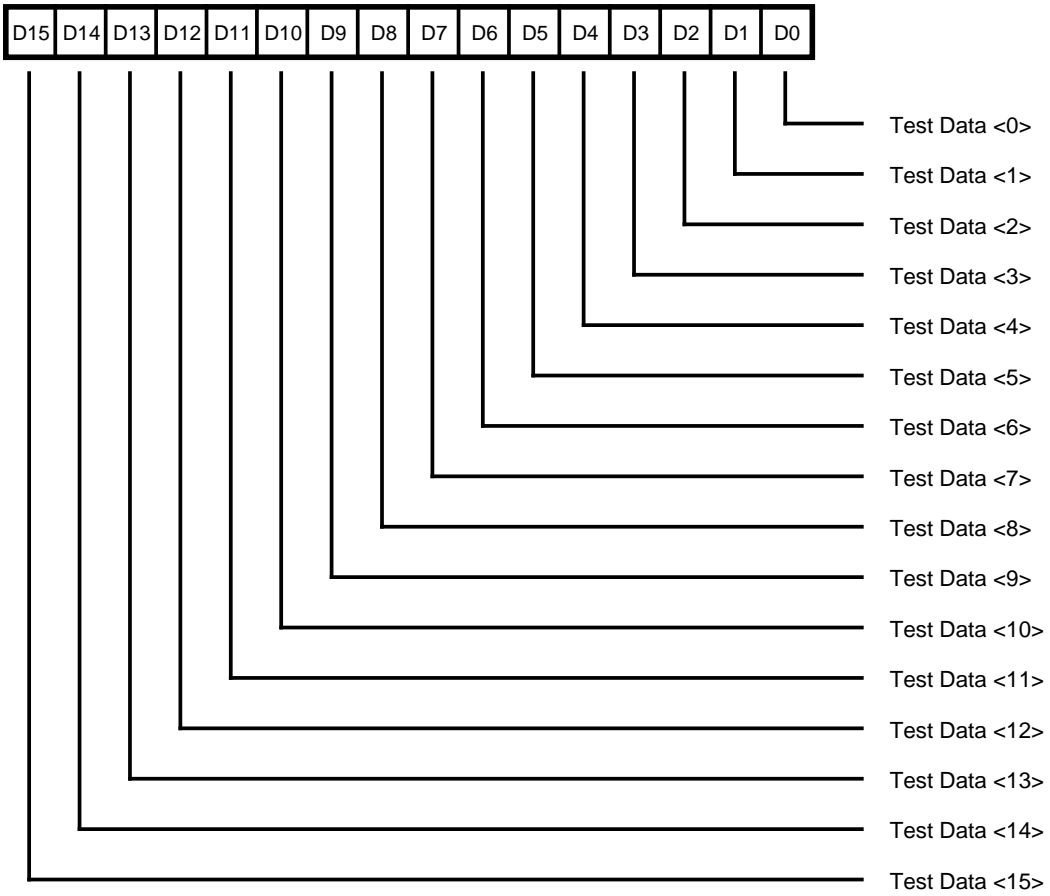 D15 D14 D13 D12 D11 D10 D9 D8 D7 D6 D5 D4 D3 D2 D1 D0
Test Data <0>
Test Data <1>
Test Data <2>
Test Data <3>
Test Data <4>
Test Data <5>
Test Data <6>
Test Data <7>
Test Data <8>
Test Data <9>
Test Data <10>
Test Data <11>
Test Data <12>
Test Data <13>
Test Data <14>
Test Data <15>